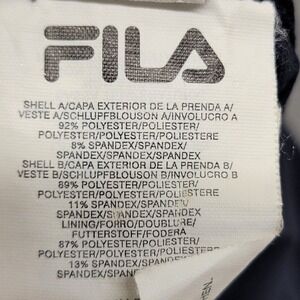 FILA
SHELL A/CAPA EXTERIOR DE LA PRENDA A/
VESTE A/SCHLUPFBLOUSON A/INVOLUCRO A
92% POLYESTER/POLIESTER/
POLYESTER/POLYESTER/POLIESTERE
8% SPANDEX/SPANDEX/
SPANDEX/SPANDEX/SPANDEX
SHELL B/CAPA EXTERIOR DE LA PRENDA B/
VESTE B/SCHLUPFBLOUSON B/INVOLUCRO B
89% POLYESTER/POLIESTER/
POLYESTER/POLYESTER/POLIESTERE
11% SPANDEX/SPANDEX/
SPANDEX/SPANDEX/SPANDEX
LINING/FORRO/DOUBLURE/
FUTTERSTOFF/FODERA
87% POLYESTER/POLIESTER/
POLYESTER/POLYESTER/
13% SPANDEX/SPANDEX/
SPANDEX/SPANDEX/